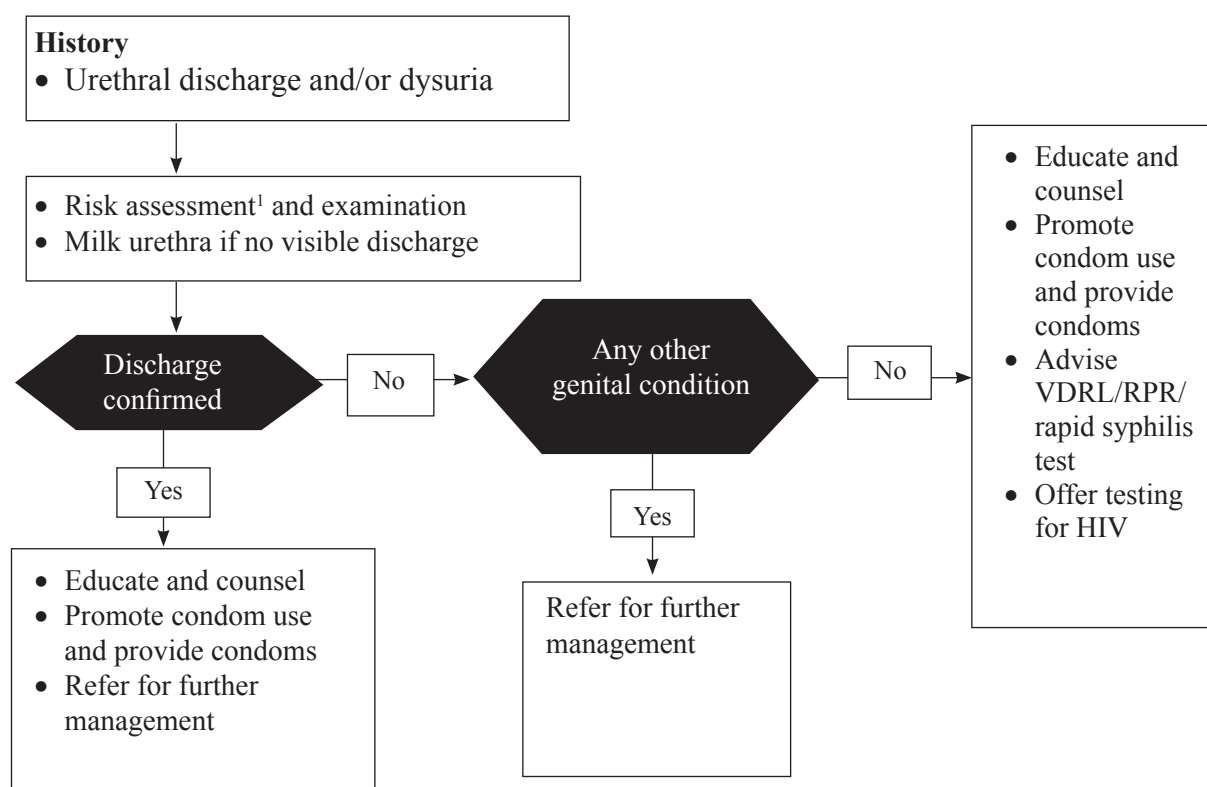 History
• Urethral discharge and/or dysuria
• Risk assessment¹ and examination
• Milk urethra if no visible discharge
Discharge
confirmed
No
Any other
genital condition
No
• Educate and
counsel
• Promote
condom use
and provide
condoms
• Advise
VDRL/RPR/
rapid syphilis
test
• Offer testing
for HIV
Yes
• Educate and counsel
• Promote condom use
and provide condoms
• Refer for further
management
Yes
Refer for further
management